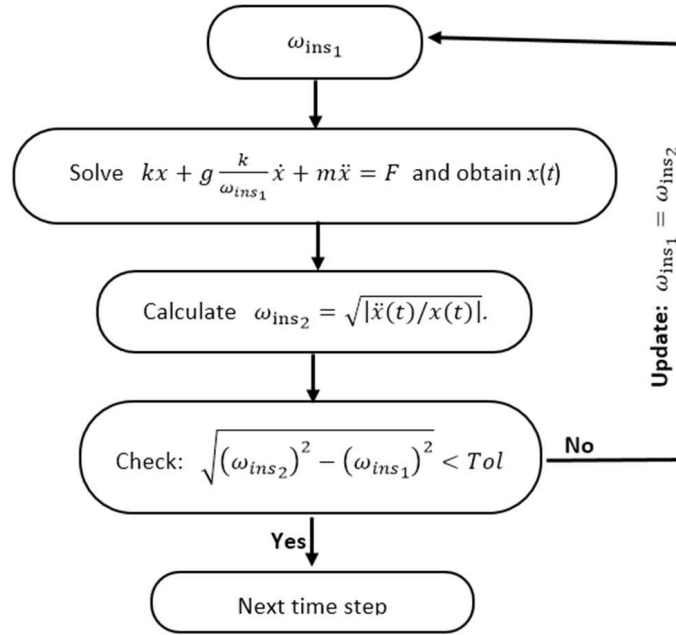 ω_ins₁
Solve kx + g k/ω_ins₁ ẋ + mẍ = F and obtain x(t)
Calculate ω_ins₂ = √|ẍ(t)/x(t)|.
Check: √((ω_ins₂)² − (ω_ins₁)²) < Tol
No
Update: ω_ins₁ = ω_ins₂
Yes
Next time step